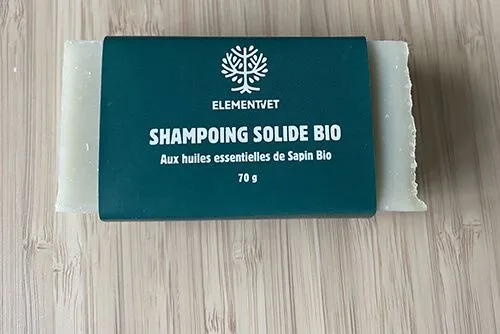 ELEMENTVET
SHAMPOING SOLIDE BIO
Aux huiles essentielles de Sapin Bio
70 g